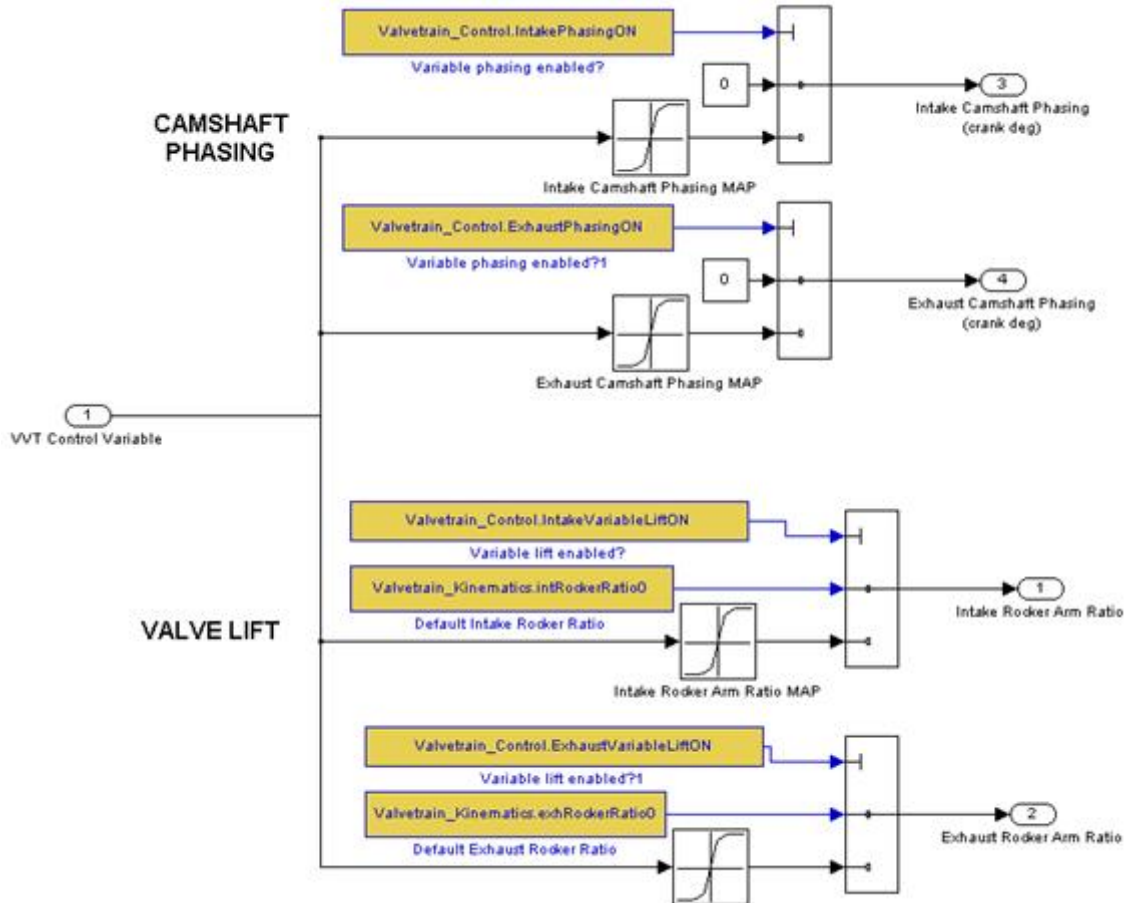 Valvetrain_Control.IntakePhasingON
Variable phasing enabled?
0
3
Intake Camshaft Phasing
(crank deg)
CAMSHAFT
PHASING
Intake Camshaft Phasing MAP
Valvetrain_Control.ExhaustPhasingON
Variable phasing enabled?1
0
4
Exhaust Camshaft Phasing
(crank deg)
Exhaust Camshaft Phasing MAP
1
VVT Control Variable
Valvetrain_Control.IntakeVariableLiftON
Variable lift enabled?
Valvetrain_Kinematics.intRockerRatio0
Default Intake Rocker Ratio
1
Intake Rocker Arm Ratio
VALVE LIFT
Intake Rocker Arm Ratio MAP
Valvetrain_Control.ExhaustVariableLiftON
Variable lift enabled?1
Valvetrain_Kinematics.exhRockerRatio0
Default Exhaust Rocker Ratio
2
Exhaust Rocker Arm Ratio